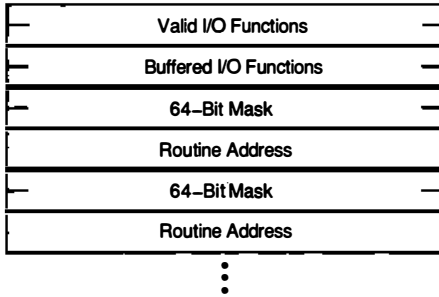 Valid I/O Functions
Buffered I/O Functions
64-Bit Mask
Routine Address
64-Bit Mask
Routine Address